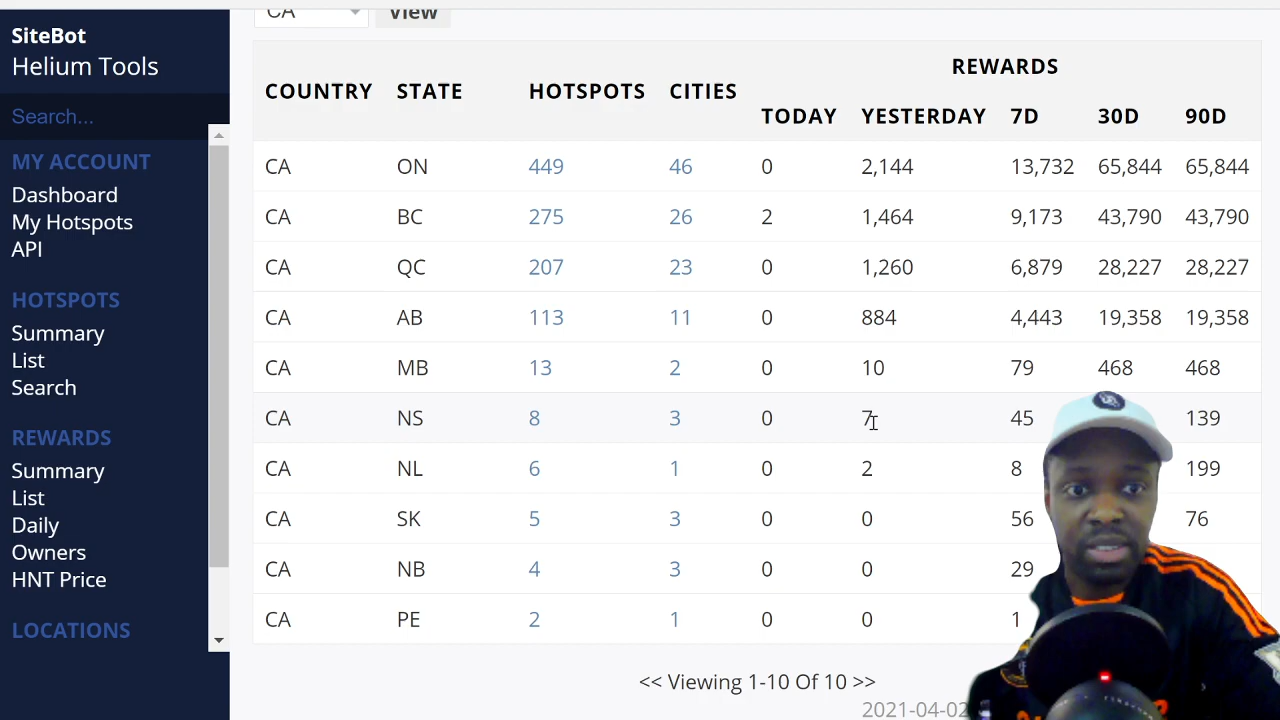 CA
View
SiteBot
Helium Tools
Search...
MY ACCOUNT
Dashboard
My Hotspots
API
HOTSPOTS
Summary
List
Search
REWARDS
Summary
List
Daily
Owners
HNT Price
LOCATIONS
REWARDS
COUNTRY STATE HOTSPOTS CITIES TODAY YESTERDAY 7D 30D 90D
CA ON 449 46 0 2,144 13,732 65,844 65,844
CA BC 275 26 2 1,464 9,173 43,790 43,790
CA QC 207 23 0 1,260 6,879 28,227 28,227
CA AB 113 11 0 884 4,443 19,358 19,358
CA MB 13 2 0 10 79 468 468
CA NS 8 3 0 7 45 139
CA NL 6 1 0 2 8 199
CA SK 5 3 0 0 56 76
CA NB 4 3 0 0 29
CA PE 2 1 0 0 1
<< Viewing 1-10 Of 10 >>
2021-04-02